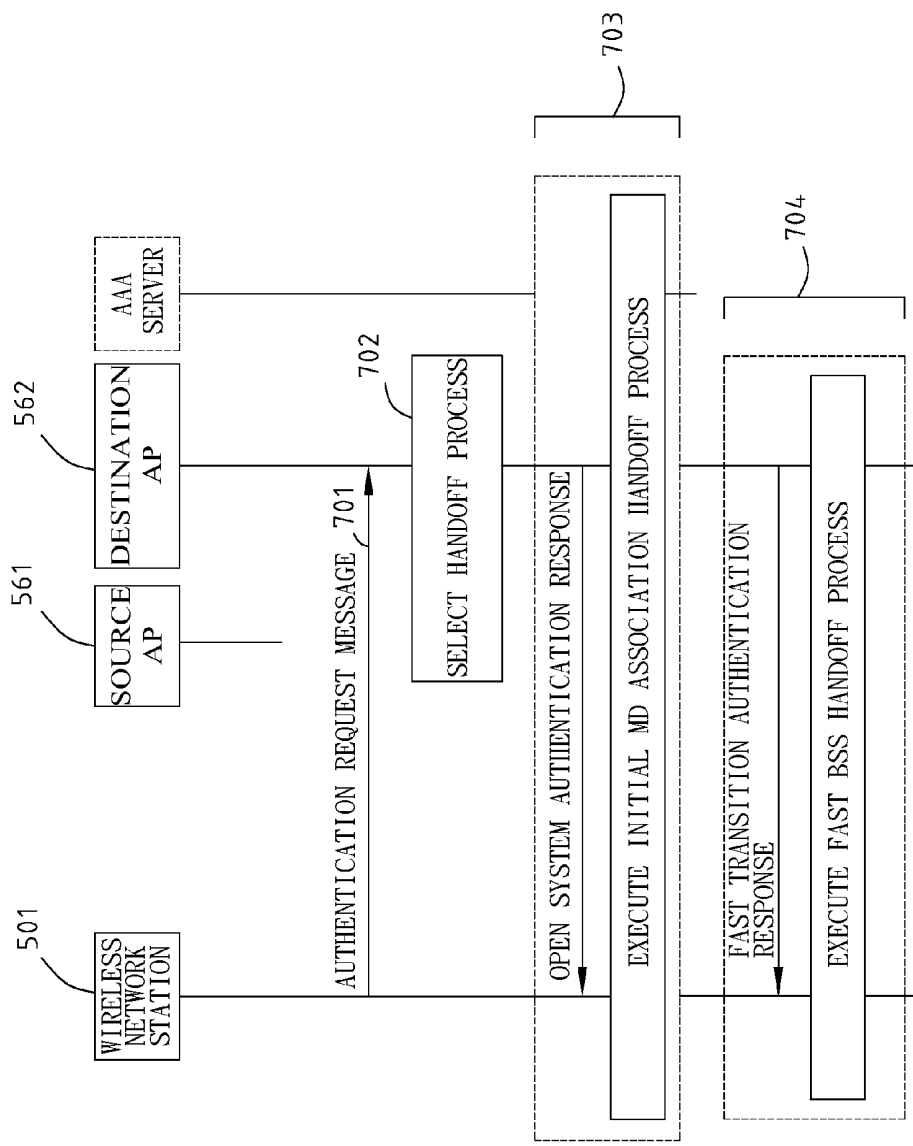 501
WIRELESS
NETWORK
STATION
561
SOURCE
AP
562
DESTINATION
AP
AAA
SERVER
AUTHENTICATION REQUEST MESSAGE
701
702
SELECT HANDOFF PROCESS
703
OPEN SYSTEM AUTHENTICATION RESPONSE
EXECUTE INITIAL MD ASSOCIATION HANDOFF PROCESS
704
FAST TRANSITION AUTHENTICATION
RESPONSE
EXECUTE FAST BSS HANDOFF PROCESS